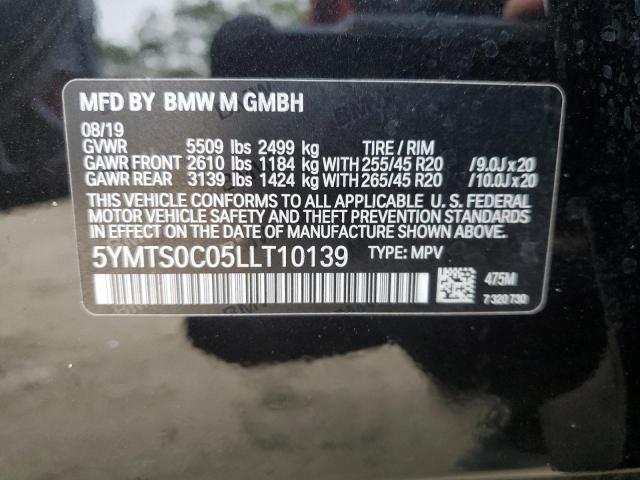 MFD BY BMW M GMBH
08/19
GVWR 5509 lbs 2499 kg TIRE / RIM
GAWR FRONT 2610 lbs 1184 kg WITH 255/45 R20 /9.0J x 20
GAWR REAR 3139 lbs 1424 kg WITH 265/45 R20 /10.0J x 20
THIS VEHICLE CONFORMS TO ALL APPLICABLE U. S. FEDERAL
MOTOR VEHICLE SAFETY AND THEFT PREVENTION STANDARDS
IN EFFECT ON THE DATE OF MANUFACTURE SHOWN ABOVE.
5YMTS0C05LLT10139 TYPE: MPV
475M
7 320 730